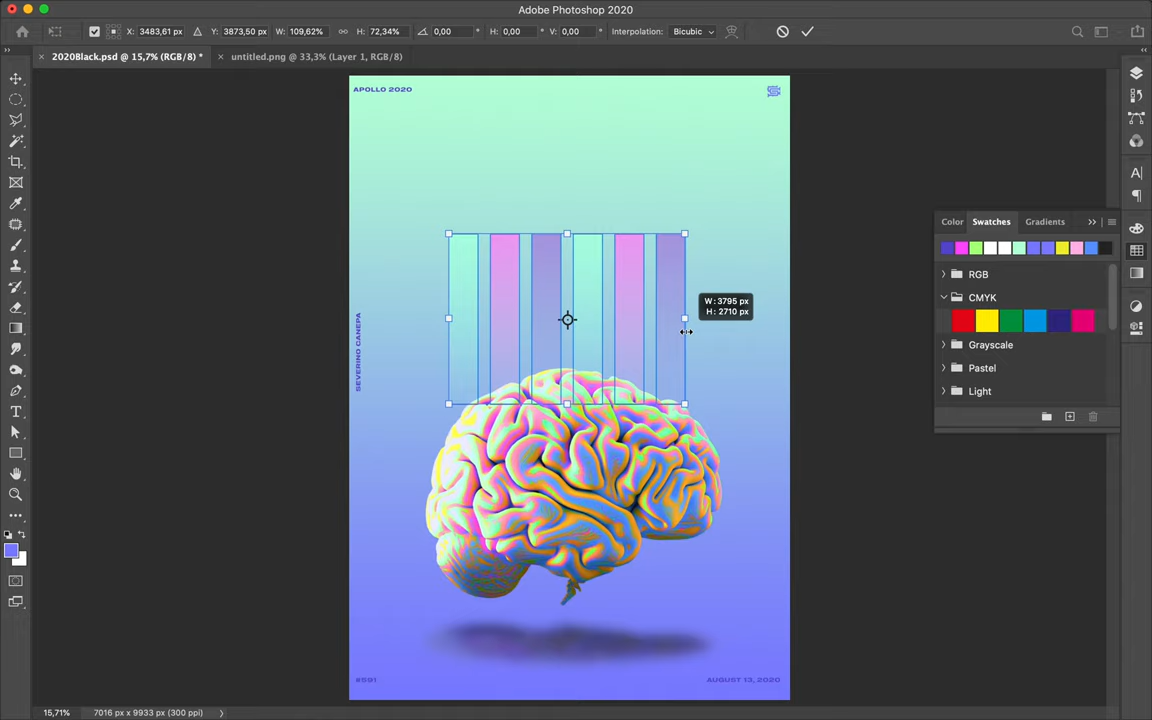 Adobe Photoshop 2020
X: 3483,61 px Y: 3873,50 px W: 109,62% H: 72,34% 0,00 ° H: 0,00 ° V: 0,00 ° Interpolation: Bicubic
2020Black.psd @ 15,7% (RGB/8) * untitled.png @ 33,3% (Layer 1, RGB/8)
APOLLO 2020
SEVERINO CANEPA
W: 3795 px
H: 2710 px
#591
AUGUST 13, 2020
Color Swatches Gradients
RGB
CMYK
Grayscale
Pastel
Light
15,71% 7016 px x 9933 px (300 ppi)